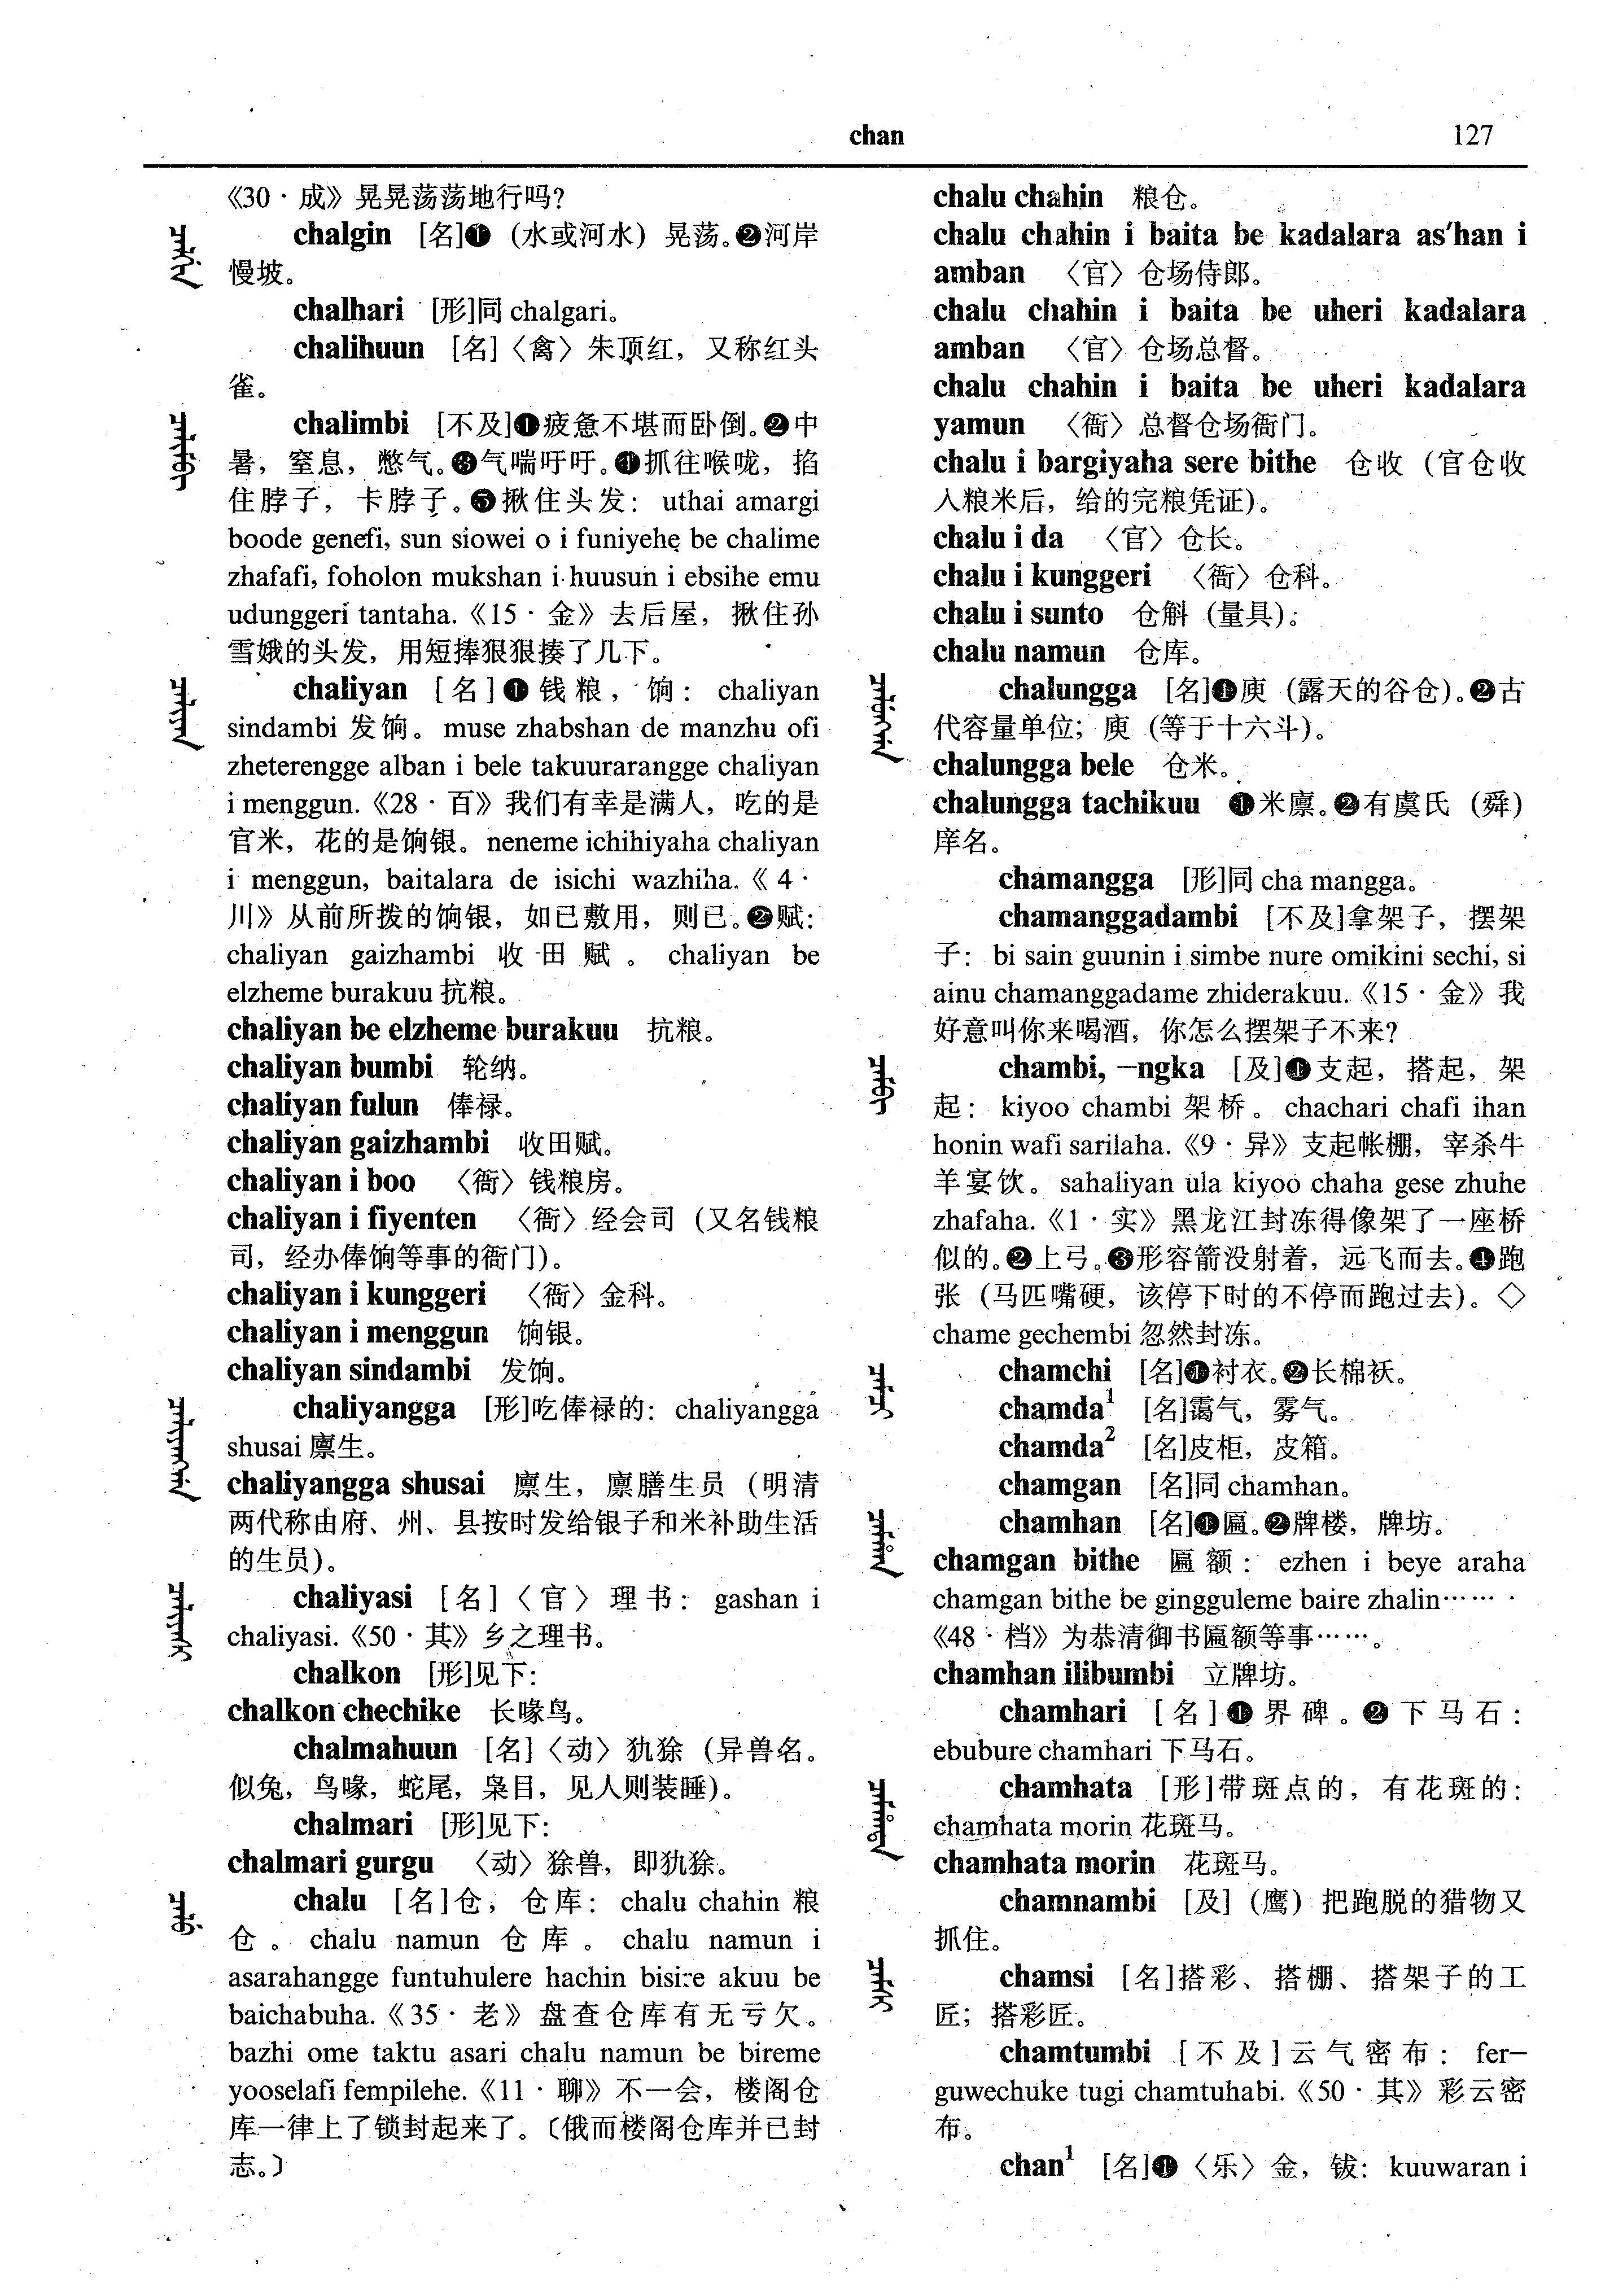 chan
127
《30·成》晃晃荡荡地行吗?
chalgin [名]❶（水或河水）晃荡。❷河岸
慢坡。
chalhari [形]同 chalgari。
chalihuun [名]〈禽〉朱顶红，又称红头
雀。
chalimbi [不及]❶疲惫不堪而卧倒。❷中
暑，窒息，憋气。❸气喘吁吁。❹抓往喉咙，掐
住脖子，卡脖子。❺揪住头发：uthai amargi
boode genefi, sun siowei o i funiyehe be chalime
zhafafi, foholon mukshan i huusun i ebsihe emu
udunggeri tantaha.《15·金》去后屋，揪住孙
雪娥的头发，用短捧狠狠揍了几下。
chaliyan [名]❶钱粮，饷：chaliyan
sindambi 发饷。muse zhabshan de manzhu ofi
zheterengge alban i bele takuurarangge chaliyan
i menggun.《28·百》我们有幸是满人，吃的是
官米，花的是饷银。neneme ichihiyaha chaliyan
i menggun, baitalara de isichi wazhiha.《4·
川》从前所拨的饷银，如已敷用，则已。❷赋：
chaliyan gaizhambi 收田赋。chaliyan be
elzheme burakuu 抗粮。
chaliyan be elzheme burakuu 抗粮。
chaliyan bumbi 轮纳。
chaliyan fulun 俸禄。
chaliyan gaizhambi 收田赋。
chaliyan i boo 〈衙〉钱粮房。
chaliyan i fiyenten 〈衙〉经会司（又名钱粮
司，经办俸饷等事的衙门）。
chaliyan i kunggeri 〈衙〉金科。
chaliyan i menggun 饷银。
chaliyan sindambi 发饷。
chaliyangga [形]吃俸禄的：chaliyangga
shusai 廪生。
chaliyangga shusai 廪生，廪膳生员（明清
两代称由府、州、县按时发给银子和米补助生活
的生员）。
chaliyasi [名]〈官〉理书：gashan i
chaliyasi.《50·其》乡之理书。
chalkon [形]见下：
chalkon chechike 长喙鸟。
chalmahuun [名]〈动〉犰狳（异兽名。
似兔，鸟喙，蛇尾，枭目，见人则装睡）。
chalmari [形]见下：
chalmari gurgu 〈动〉狳兽，即犰狳。
chalu [名]仓，仓库：chalu chahin 粮
仓。chalu namun 仓库。chalu namun i
asarahangge funtuhulere hachin bisire akuu be
baichabuha.《35·老》盘查仓库有无亏欠。
bazhi ome taktu asari chalu namun be bireme
yooselafi fempilehe.《11·聊》不一会，楼阁仓
库一律上了锁封起来了。〔俄而楼阁仓库并已封
志。〕
chalu chahin 粮仓。
chalu chahin i baita be kadalara as'han i
amban 〈官〉仓场侍郎。
chalu chahin i baita be uheri kadalara
amban 〈官〉仓场总督。
chalu chahin i baita be uheri kadalara
yamun 〈衙〉总督仓场衙门。
chalu i bargiyaha sere bithe 仓收（官仓收
入粮米后，给的完粮凭证）。
chalu i da 〈官〉仓长。
chalu i kunggeri 〈衙〉仓科。
chalu i sunto 仓斛（量具）。
chalu namun 仓库。
chalungga [名]❶庾（露天的谷仓）。❷古
代容量单位；庾（等于十六斗）。
chalungga bele 仓米。
chalungga tachikuu ❶米廪。❷有虞氏（舜）
庠名。
chamangga [形]同 cha mangga。
chamanggadambi [不及]拿架子，摆架
子：bi sain guunin i simbe nure omikini sechi, si
ainu chamanggadame zhiderakuu.《15·金》我
好意叫你来喝酒，你怎么摆架子不来?
chambi, -ngka [及]❶支起，搭起，架
起：kiyoo chambi 架桥。chachari chafi ihan
honin wafi sarilaha.《9·异》支起帐棚，宰杀牛
羊宴饮。sahaliyan ula kiyoo chaha gese zhuhe
zhafaha.《1·实》黑龙江封冻得像架了一座桥
似的。❷上弓。❸形容箭没射着，远飞而去。❹跑
张（马匹嘴硬，该停下时的不停而跑过去）。◇
chame gechembi 忽然封冻。
chamchi [名]❶衬衣。❷长棉袄。
chamda¹ [名]霭气，雾气。
chamda² [名]皮柜，皮箱。
chamgan [名]同 chamhan。
chamhan [名]❶匾。❷牌楼，牌坊。
chamgan bithe 匾额：ezhen i beye araha
chamgan bithe be gingguleme baire zhalin……
《48·档》为恭清御书匾额等事……。
chamhan ilibumbi 立牌坊。
chamhari [名]❶界碑。❷下马石：
ebubure chamhari 下马石。
chamhata [形]带斑点的，有花斑的：
chamhata morin 花斑马。
chamhata morin 花斑马。
chamnambi [及]（鹰）把跑脱的猎物又
抓住。
chamsi [名]搭彩、搭棚、搭架子的工
匠；搭彩匠。
chamtumbi [不及]云气密布：fer-
guwechuke tugi chamtuhabi.《50·其》彩云密
布。
chan¹ [名]❶〈乐〉金，钹：kuuwaran i